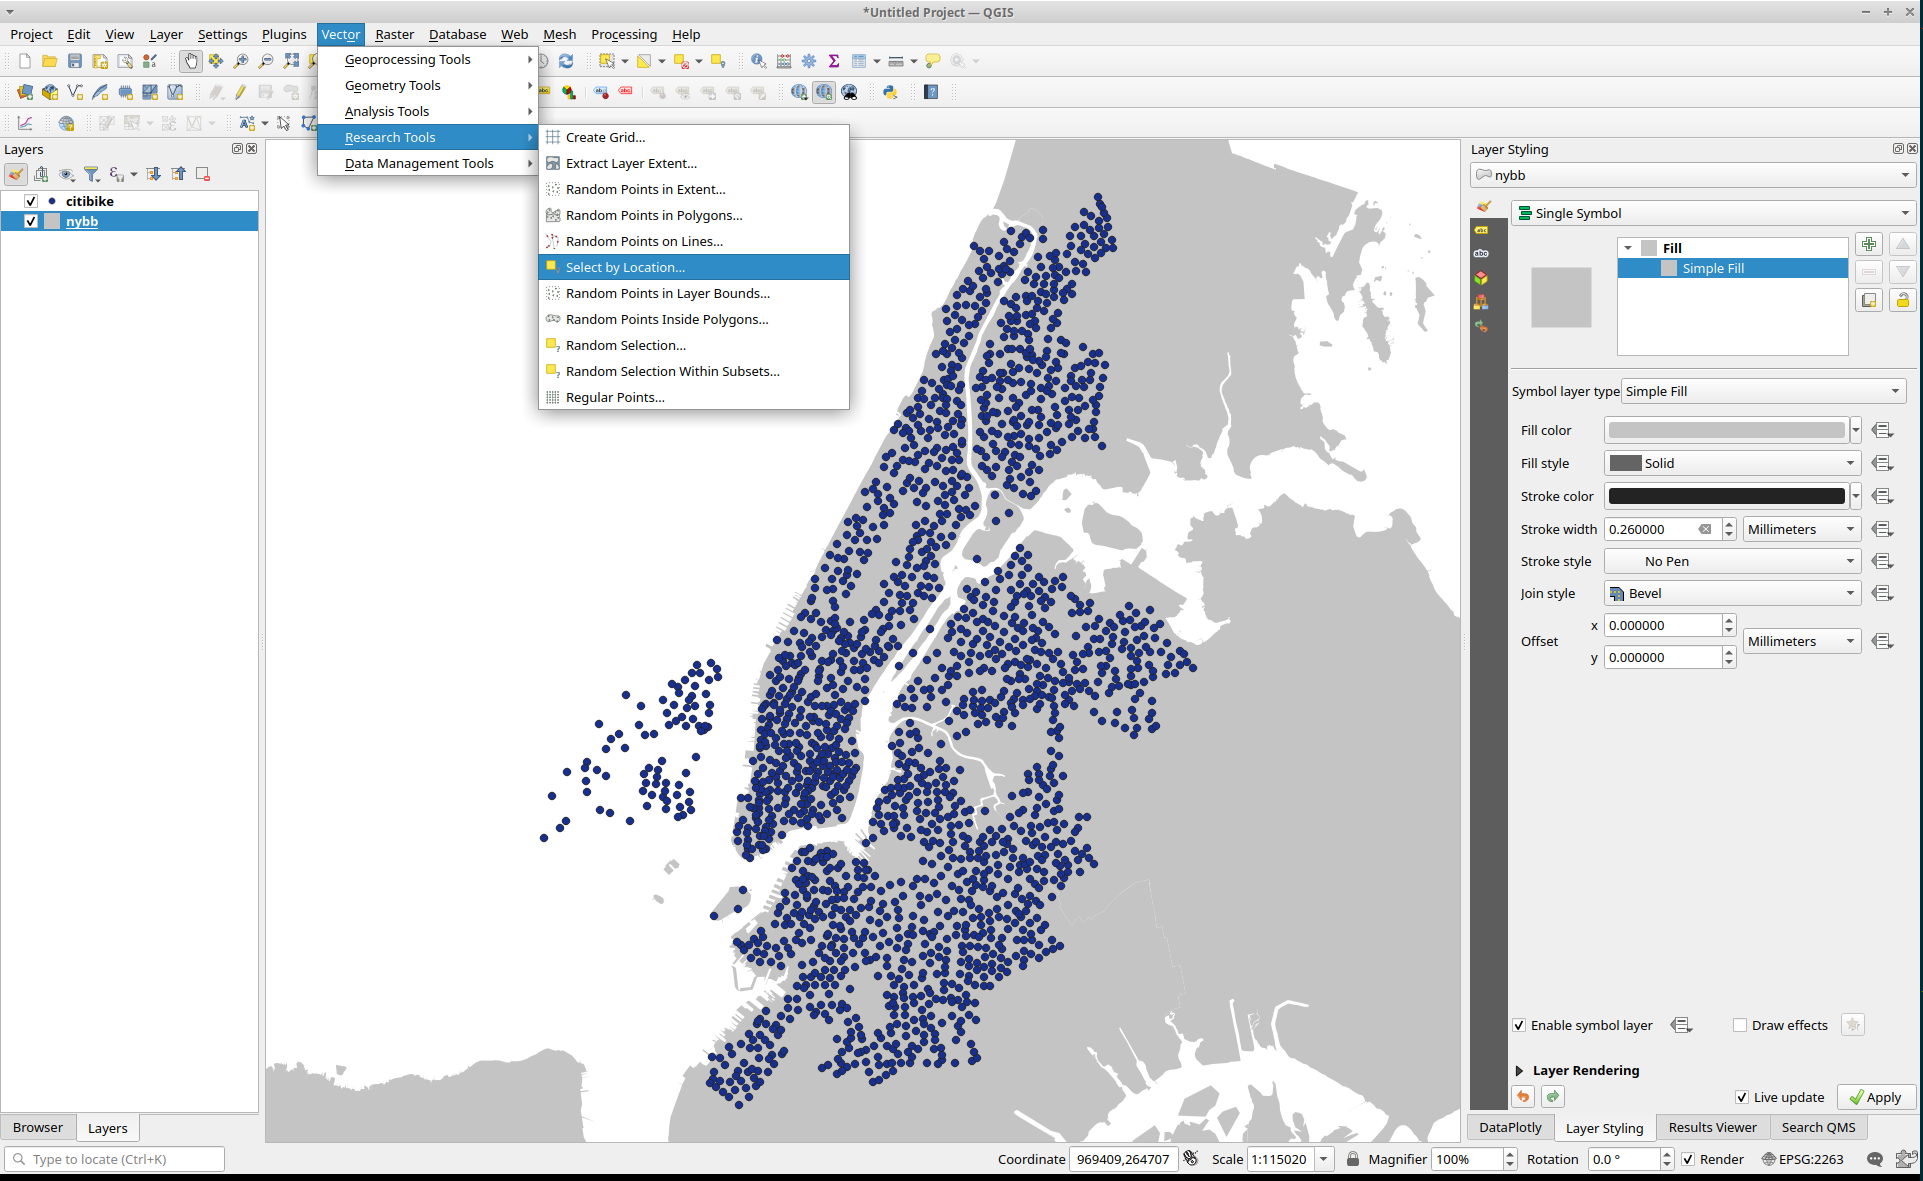 *Untitled Project — QGIS
Project Edit View Layer Settings Plugins Vector Raster Database Web Mesh Processing Help
Geoprocessing Tools
Geometry Tools
Analysis Tools
Research Tools
Data Management Tools
Create Grid...
Extract Layer Extent...
Random Points in Extent...
Random Points in Polygons...
Random Points on Lines...
Select by Location...
Random Points in Layer Bounds...
Random Points Inside Polygons...
Random Selection...
Random Selection Within Subsets...
Regular Points...
Layers
citibike
nybb
Browser
Layers
Layer Styling
nybb
Single Symbol
Fill
Simple Fill
Symbol layer type Simple Fill
Fill color
Fill style Solid
Stroke color
Stroke width 0.260000 Millimeters
Stroke style No Pen
Join style Bevel
Offset x 0.000000 Millimeters
y 0.000000
Enable symbol layer Draw effects
Layer Rendering
Live update Apply
DataPlotly Layer Styling Results Viewer Search QMS
Type to locate (Ctrl+K)
Coordinate 969409,264707 Scale 1:115020 Magnifier 100% Rotation 0.0 ° Render EPSG:2263